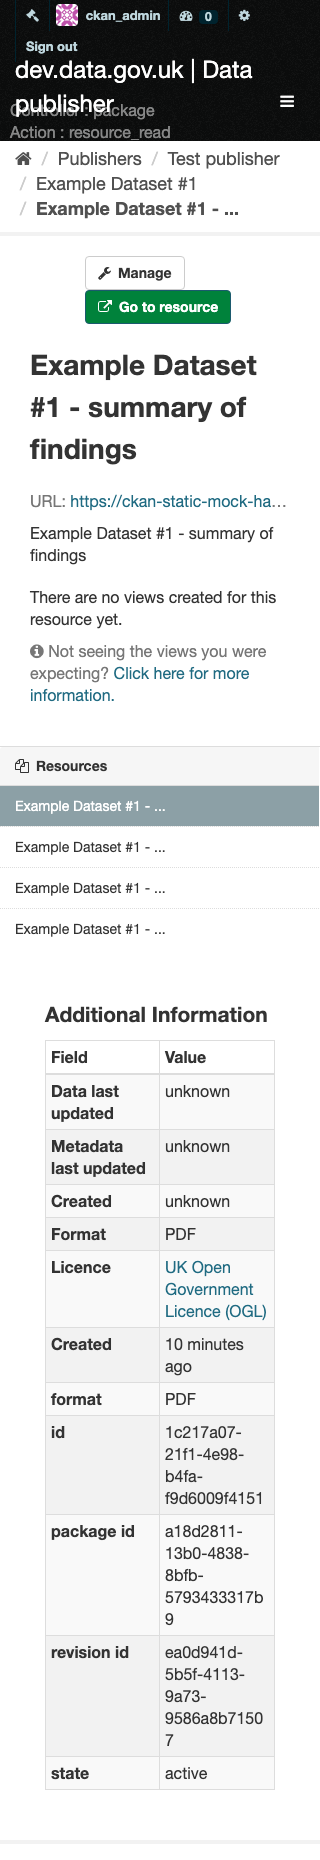 ckan_admin 0
Sign out
dev.data.gov.uk | Data
publisher
Controller : package
Action : resource_read
/ Publishers / Test publisher
/ Example Dataset #1
/ Example Dataset #1 - ...
Manage
Go to resource
Example Dataset
#1 - summary of
findings
URL: https://ckan-static-mock-ha...
Example Dataset #1 - summary of
findings
There are no views created for this
resource yet.
Not seeing the views you were
expecting? Click here for more
information.
Resources
Example Dataset #1 - ...
Example Dataset #1 - ...
Example Dataset #1 - ...
Example Dataset #1 - ...
Additional Information
Field Value
Data last unknown
updated
Metadata unknown
last updated
Created unknown
Format PDF
Licence UK Open
Government
Licence (OGL)
Created 10 minutes
ago
format PDF
id 1c217a07-
21f1-4e98-
b4fa-
f9d6009f4151
package id a18d2811-
13b0-4838-
8bfb-
5793433317b
9
revision id ea0d941d-
5b5f-4113-
9a73-
9586a8b7150
7
state active